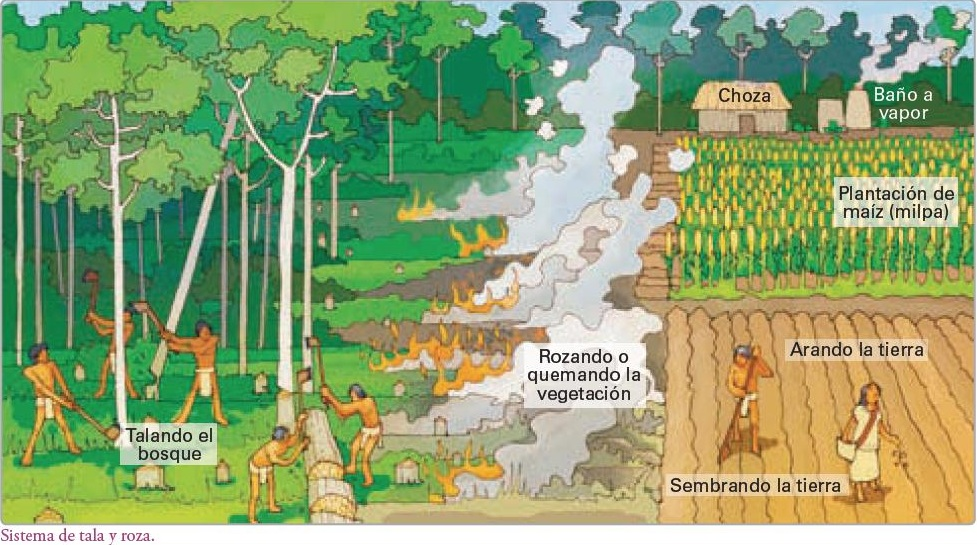 Choza
Baño a
vapor
Plantación de
maíz (milpa)
Arando la tierra
Rozando o
quemando la
vegetación
Talando el
bosque
Sembrando la tierra
Sistema de tala y roza.